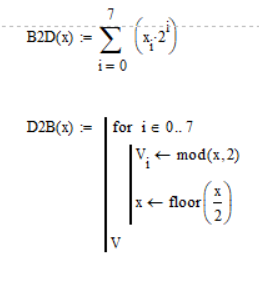 7
B2D(x) := ∑ (x_i·2^i)
i = 0
D2B(x) := for i ∈ 0..7
V_i ← mod(x,2)
x ← floor(x/2)
V